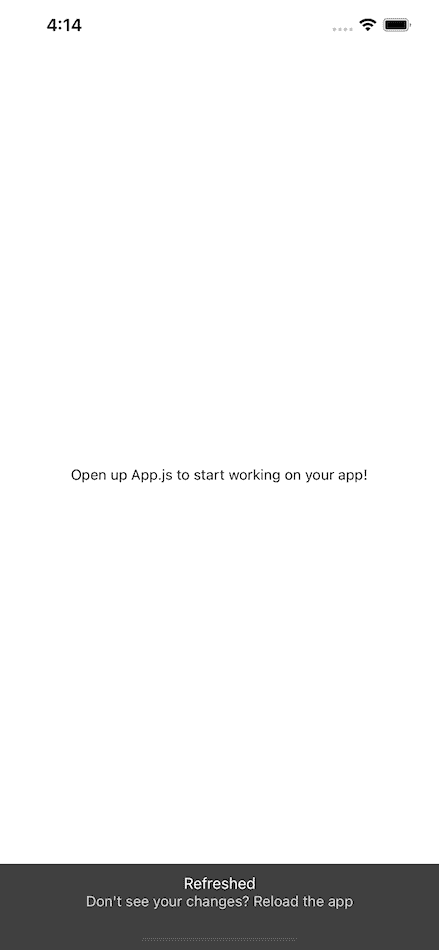 4:14
Open up App.js to start working on your app!
Refreshed
Don't see your changes? Reload the app